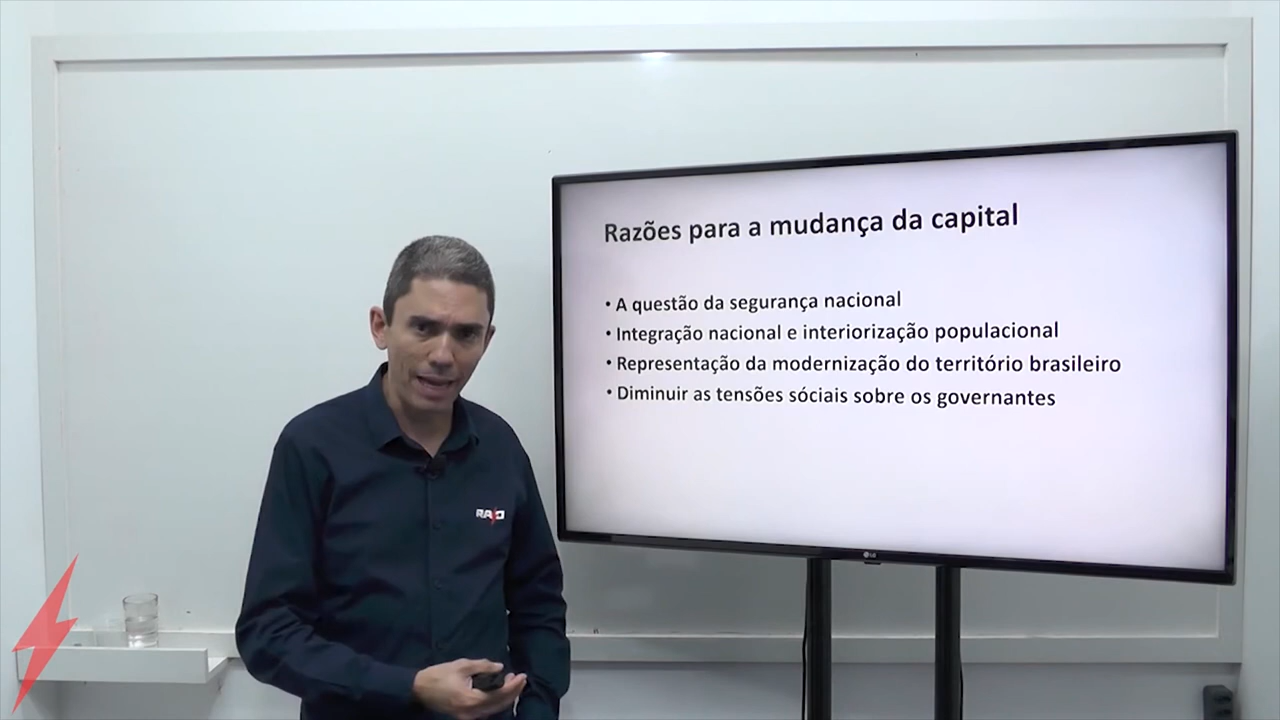 Razões para a mudança da capital
• A questão da segurança nacional
• Integração nacional e interiorização populacional
• Representação da modernização do território brasileiro
• Diminuir as tensões sóciais sobre os governantes
RAIO
LG